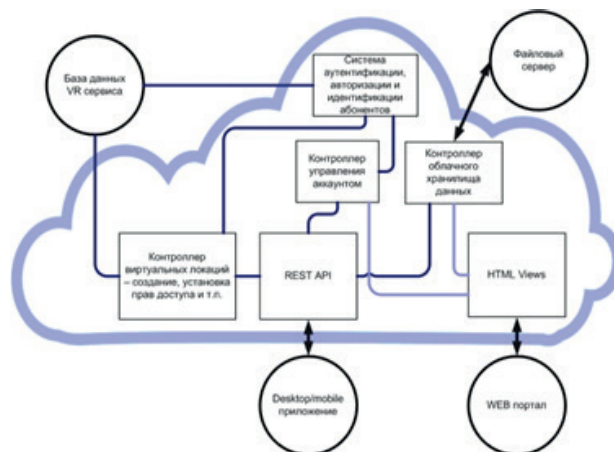 База данных
VR сервиса
Система
аутентификации,
авторизации и
идентификации
абонентов
Файловый
сервер
Контроллер
управления
аккаунтом
Контроллер
облачного
хранилища
данных
Контроллер
виртуальных локаций
– создание, установка
прав доступа и т.п.
REST API
HTML Views
Desktop/mobile
приложение
WEB портал